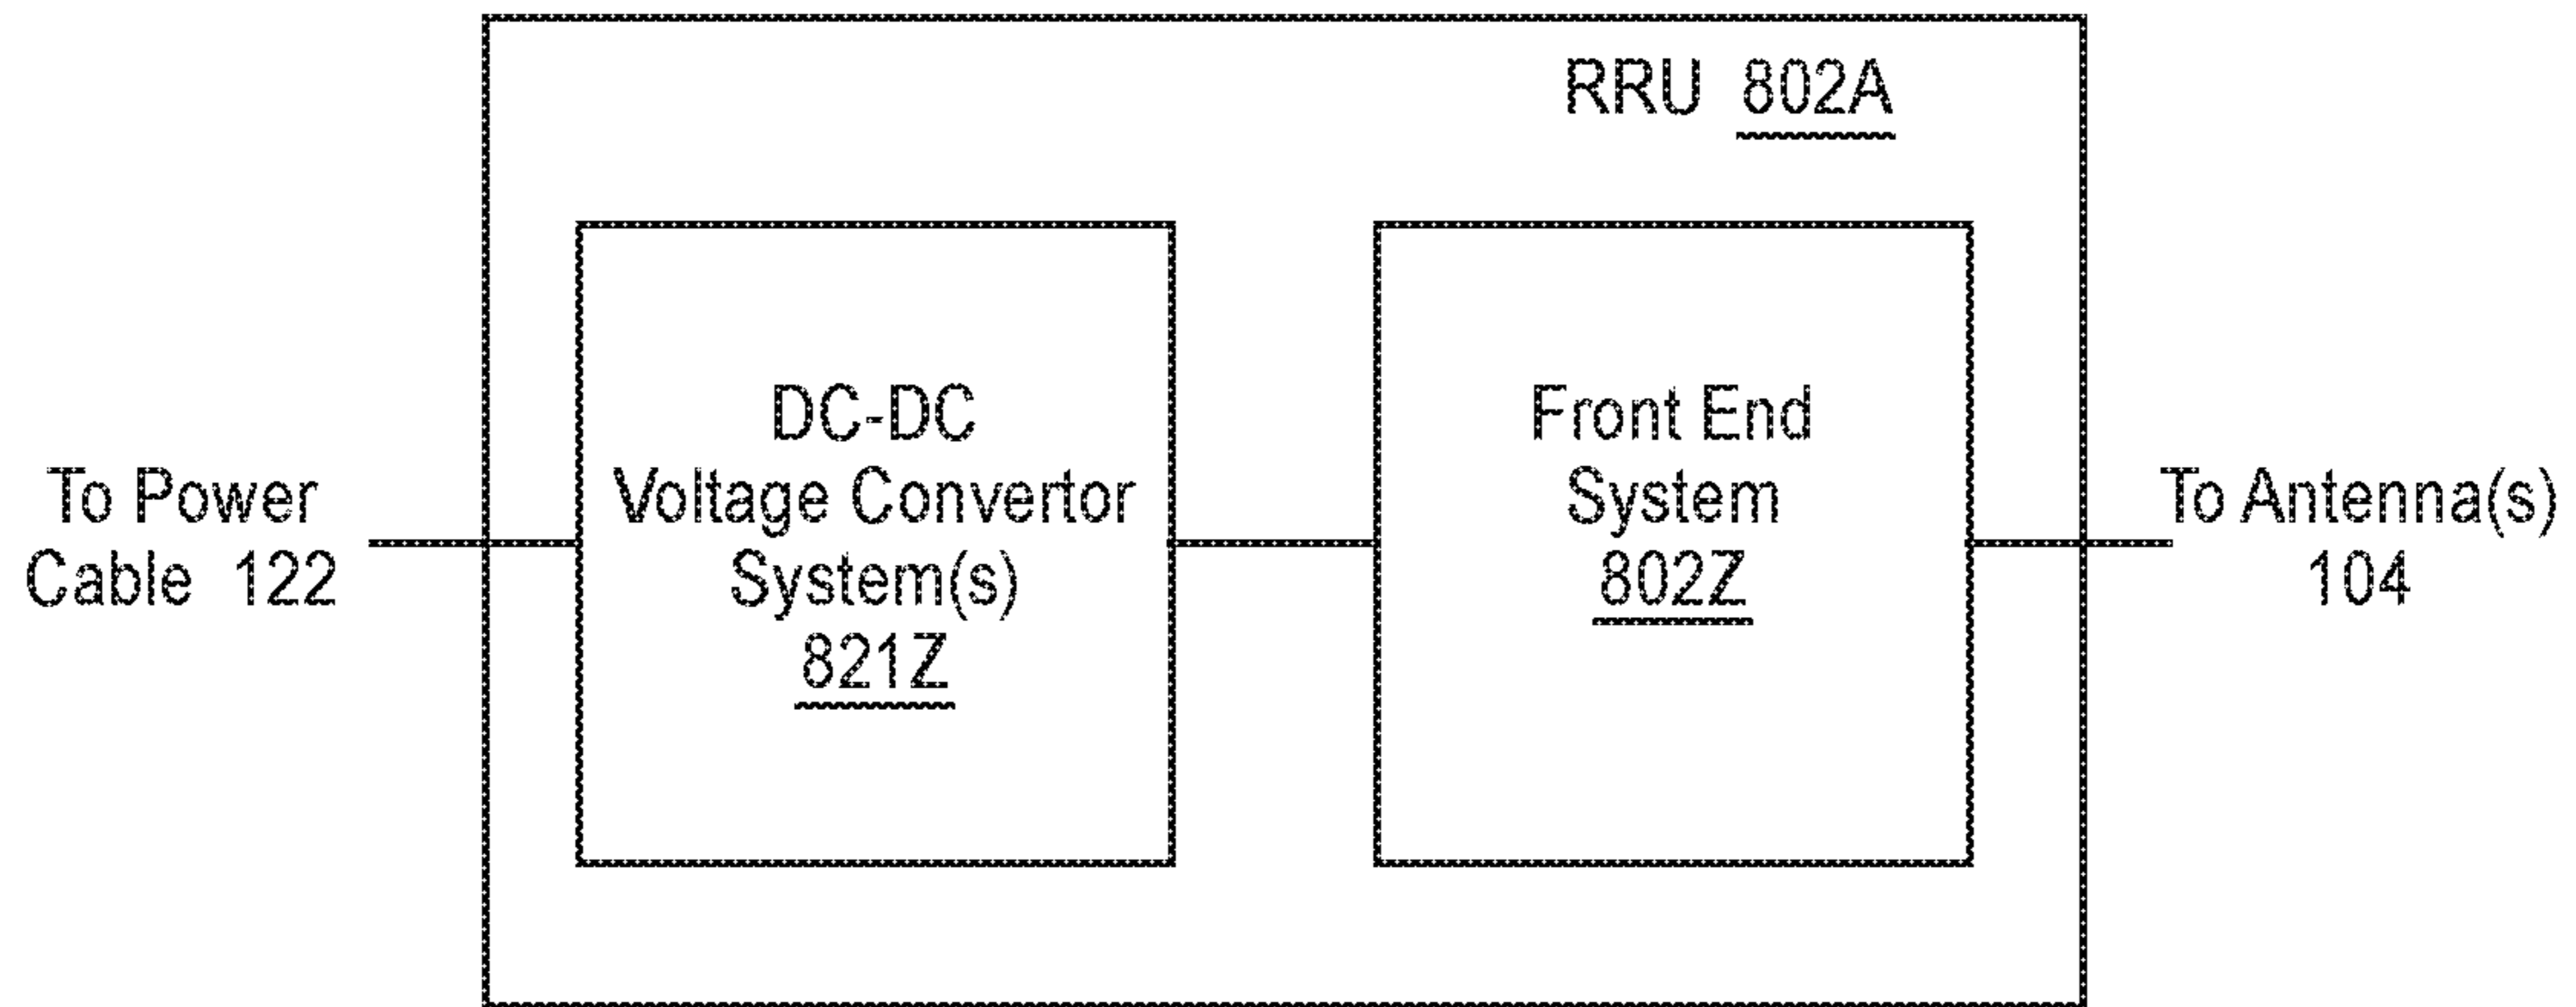 RRU 802A
To Power
Cable 122
DC-DC
Voltage Convertor
System(s)
821Z
Front End
System
802Z
To Antenna(s)
104